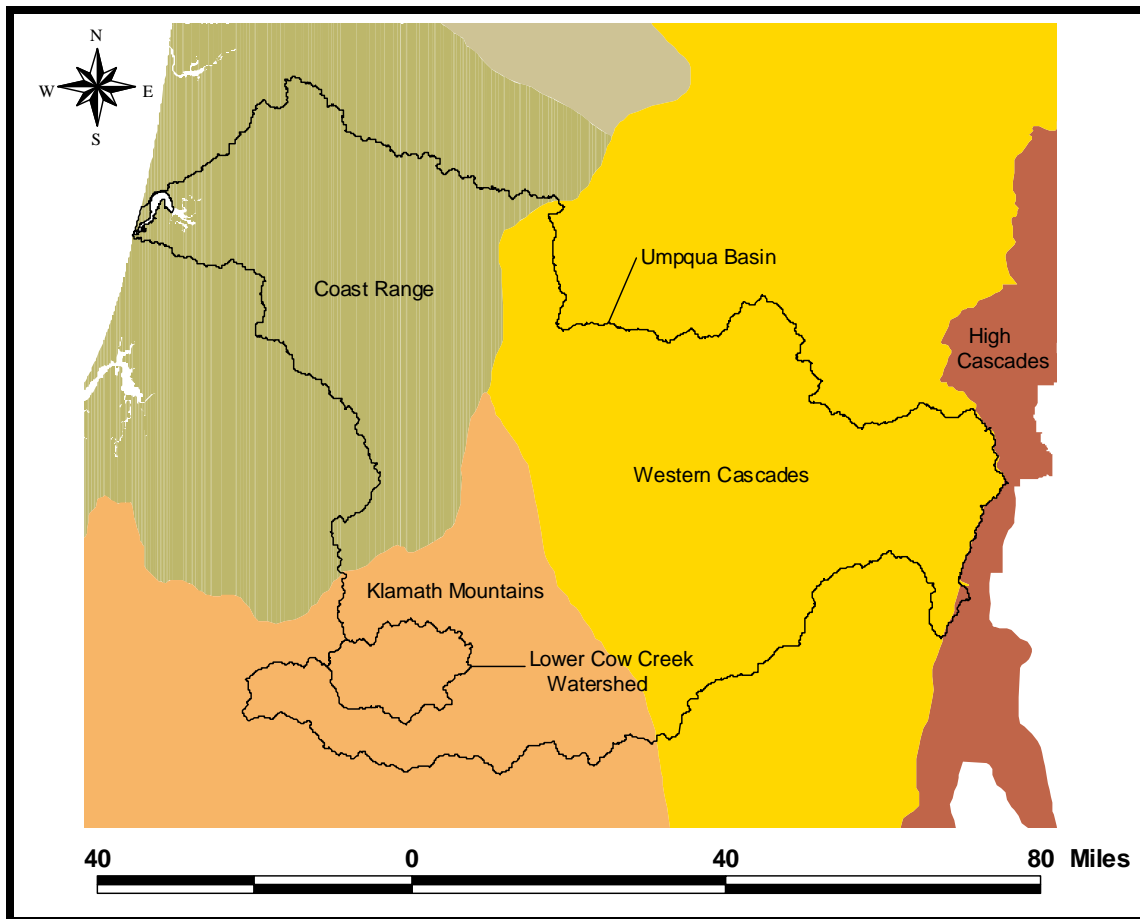 N
W E
S
Umpqua Basin
Coast Range
High
Cascades
Western Cascades
Klamath Mountains
Lower Cow Creek
Watershed
40 0 40 80 Miles